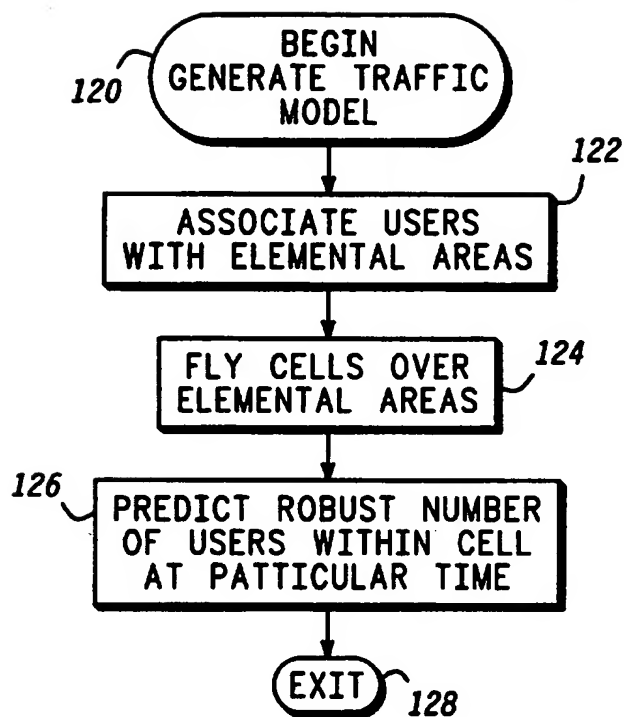 BEGIN
GENERATE TRAFFIC
MODEL
120
122
ASSOCIATE USERS
WITH ELEMENTAL AREAS
FLY CELLS OVER
ELEMENTAL AREAS
124
126
PREDICT ROBUST NUMBER
OF USERS WITHIN CELL
AT PATTICULAR TIME
EXIT
128